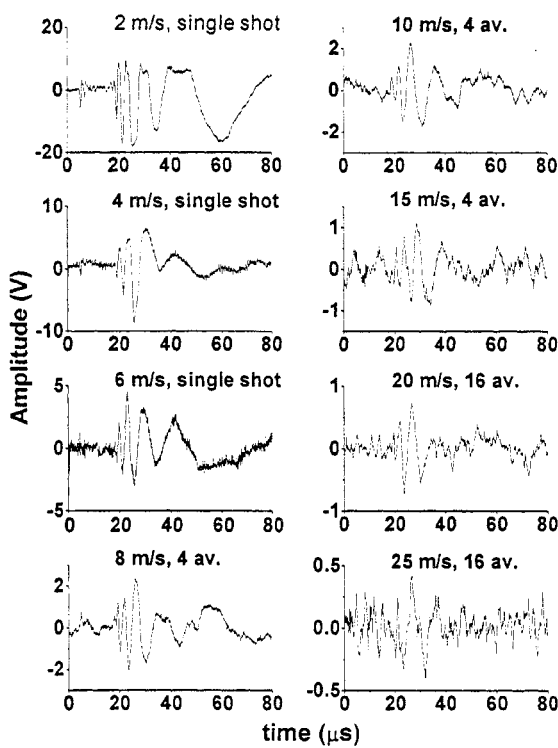 2 m/s, single shot
20
0
-20
0 20 40 60 80
4 m/s, single shot
10
0
-10
0 20 40 60 80
6 m/s, single shot
5
0
-5
0 20 40 60 80
8 m/s, 4 av.
2
0
-2
0 20 40 60 80
10 m/s, 4 av.
2
0
-2
0 20 40 60 80
15 m/s, 4 av.
1
0
-1
0 20 40 60 80
20 m/s, 16 av.
1
0
-1
0 20 40 60 80
25 m/s, 16 av.
0.5
0.0
-0.5
0 20 40 60 80
Amplitude (V)
time (μs)